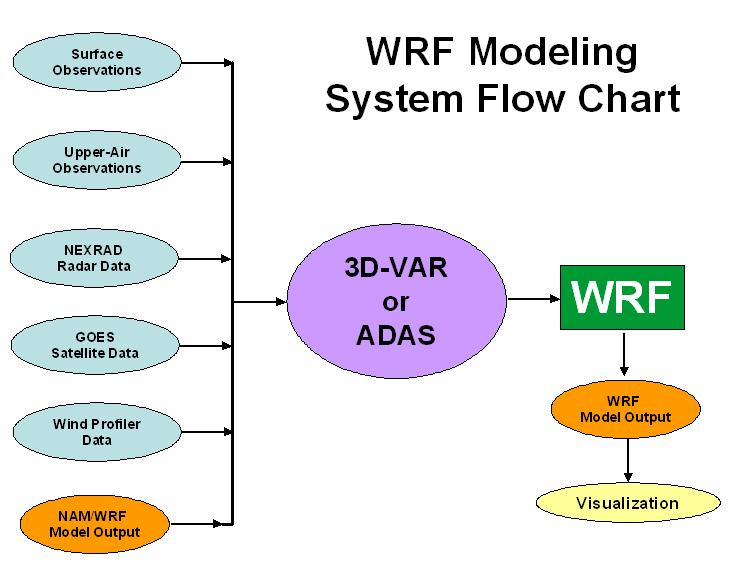 WRF Modeling
System Flow Chart
Surface
Observations
Upper-Air
Observations
NEXRAD
Radar Data
GOES
Satellite Data
Wind Profiler
Data
NAM/WRF
Model Output
3D-VAR
or
ADAS
WRF
WRF
Model Output
Visualization